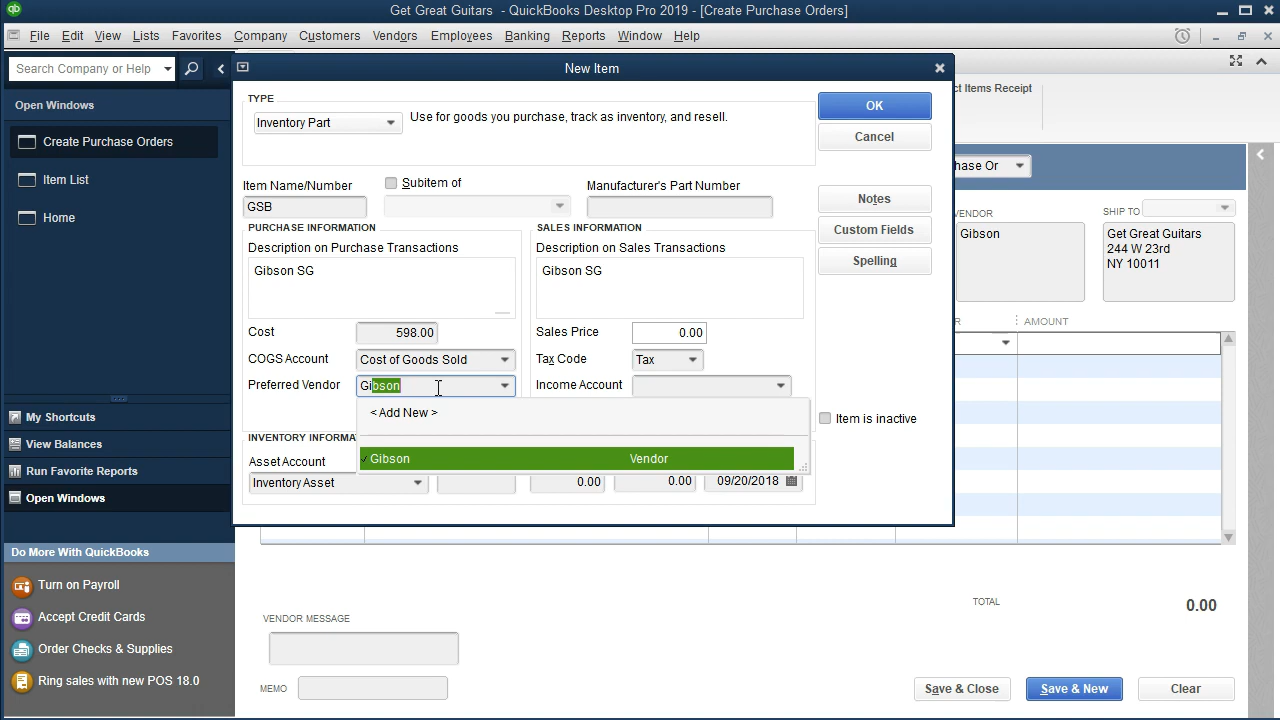 Get Great Guitars - QuickBooks Desktop Pro 2019 - [Create Purchase Orders]
File Edit View Lists Favorites Company Customers Vendors Employees Banking Reports Window Help
Search Company or Help
Open Windows
Create Purchase Orders
Item List
Home
My Shortcuts
View Balances
Run Favorite Reports
Open Windows
Do More With QuickBooks
Turn on Payroll
Accept Credit Cards
Order Checks & Supplies
Ring sales with new POS 18.0
New Item
TYPE
Inventory Part
Use for goods you purchase, track as inventory, and resell.
OK
Cancel
Notes
Custom Fields
Spelling
Item Name/Number
Subitem of
Manufacturer's Part Number
GSB
PURCHASE INFORMATION
SALES INFORMATION
Description on Purchase Transactions
Description on Sales Transactions
Gibson SG
Gibson SG
Cost 598.00
Sales Price 0.00
COGS Account Cost of Goods Sold
Tax Code Tax
Preferred Vendor Gibson
Income Account
< Add New >
Item is inactive
INVENTORY INFORMA
Asset Account
Gibson Vendor
Inventory Asset
0.00
0.00
09/20/2018
ct Items Receipt
hase Or
VENDOR
Gibson
SHIP TO
Get Great Guitars
244 W 23rd
NY 10011
R
AMOUNT
TOTAL 0.00
VENDOR MESSAGE
MEMO
Save & Close
Save & New
Clear